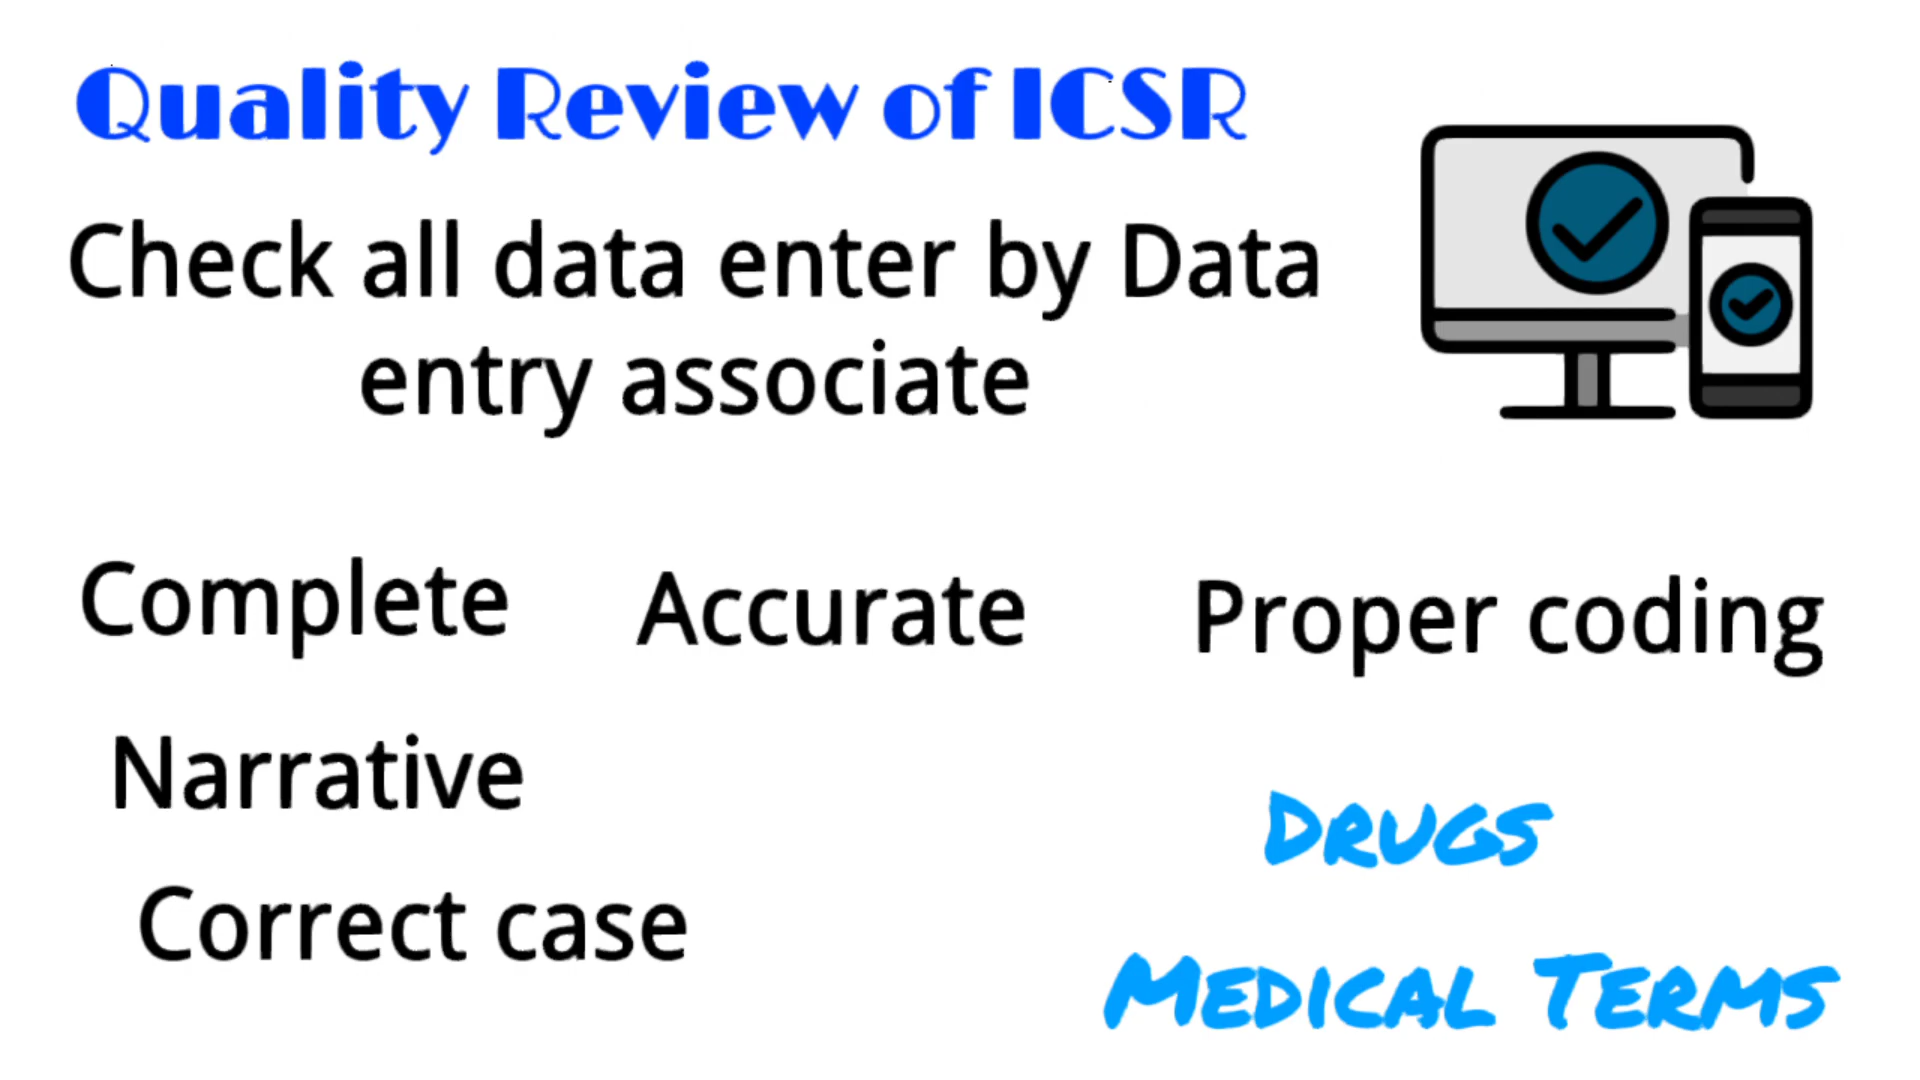 Quality Review of ICSR
Check all data enter by Data
entry associate
Complete
Accurate
Proper coding
Narrative
Drugs
Correct case
Medical Terms